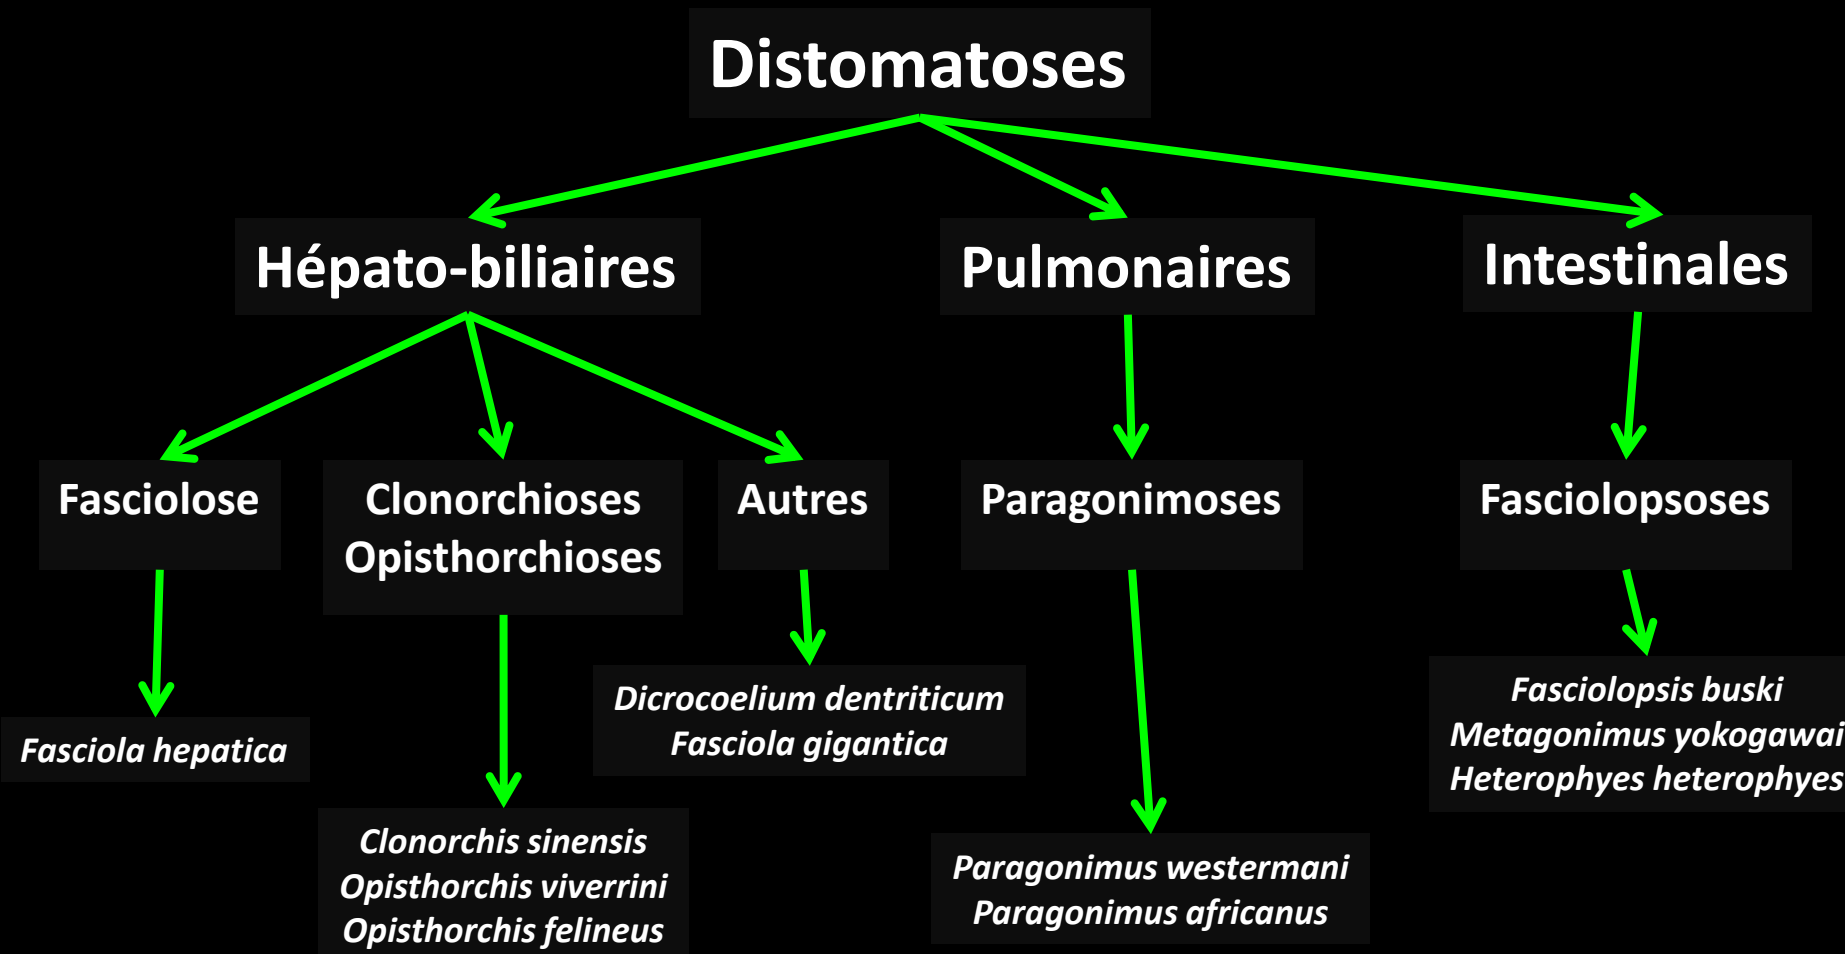 Distomatoses
Hépato-biliaires
Pulmonaires
Intestinales
Fasciolose
Clonorchioses
Opisthorchioses
Autres
Paragonimoses
Fasciolopsoses
Fasciola hepatica
Clonorchis sinensis
Opisthorchis viverrini
Opisthorchis felineus
Dicrocoelium dentriticum
Fasciola gigantica
Paragonimus westermani
Paragonimus africanus
Fasciolopsis buski
Metagonimus yokogawai
Heterophyes heterophyes